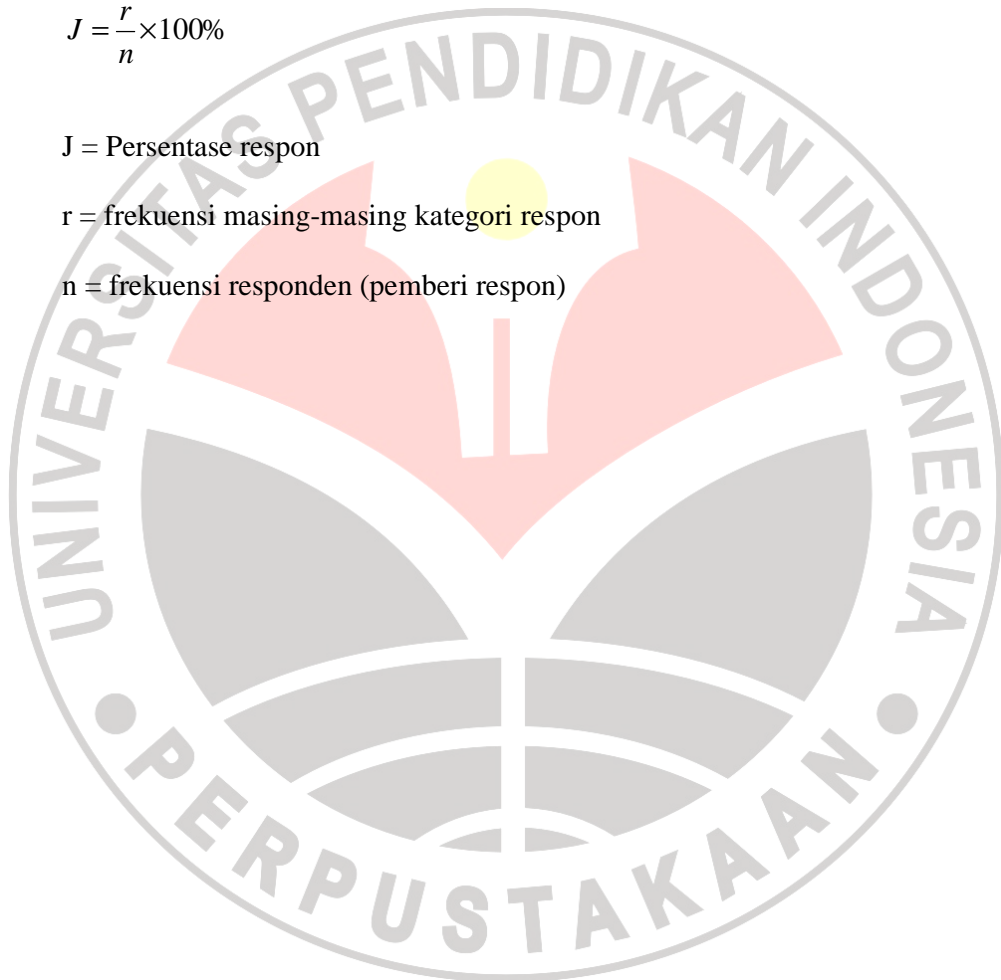 J = r/n ×100%
J = Persentase respon
r = frekuensi masing-masing kategori respon
n = frekuensi responden (pemberi respon)
UNIVERSITAS PENDIDIKAN INDONESIA
PERPUSTAKAAN